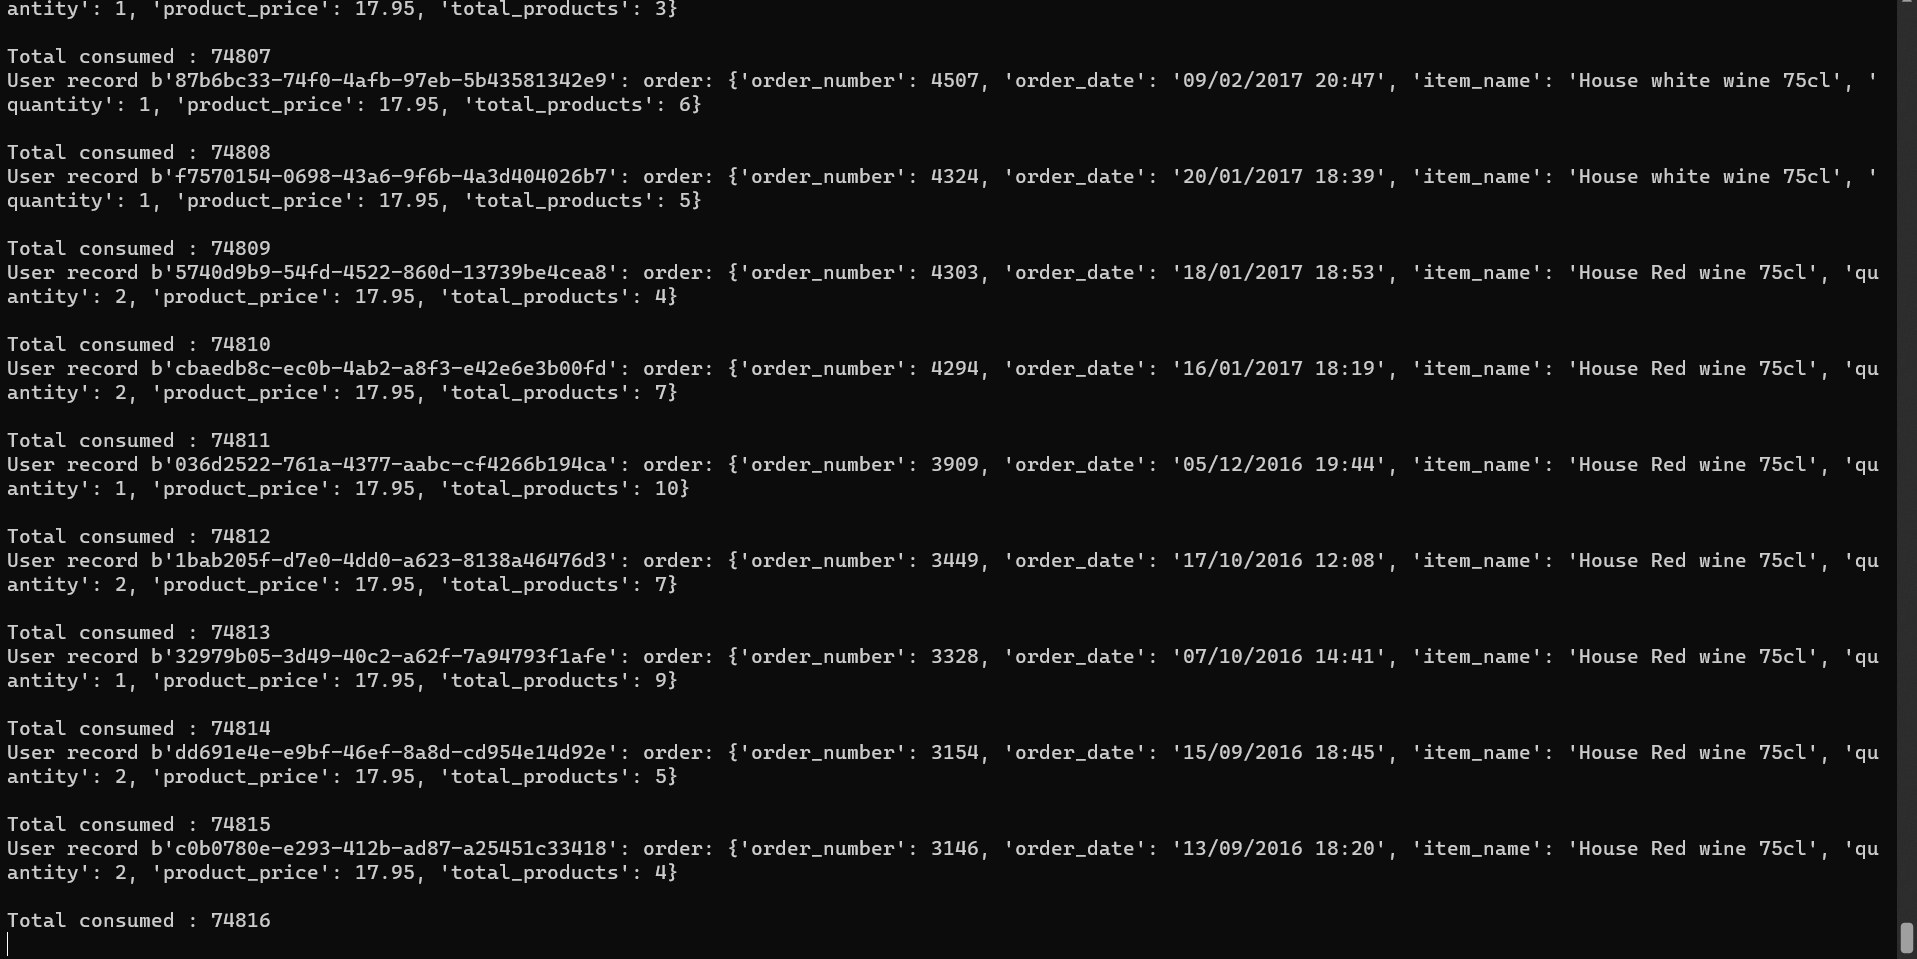 antity': 1, 'product_price': 17.95, 'total_products': 3}
Total consumed : 74807
User record b'87b6bc33-74f0-4afb-97eb-5b43581342e9': order: {'order_number': 4507, 'order_date': '09/02/2017 20:47', 'item_name': 'House white wine 75cl', '
quantity': 1, 'product_price': 17.95, 'total_products': 6}
Total consumed : 74808
User record b'f7570154-0698-43a6-9f6b-4a3d404026b7': order: {'order_number': 4324, 'order_date': '20/01/2017 18:39', 'item_name': 'House white wine 75cl', '
quantity': 1, 'product_price': 17.95, 'total_products': 5}
Total consumed : 74809
User record b'5740d9b9-54fd-4522-860d-13739be4cea8': order: {'order_number': 4303, 'order_date': '18/01/2017 18:53', 'item_name': 'House Red wine 75cl', 'qu
antity': 2, 'product_price': 17.95, 'total_products': 4}
Total consumed : 74810
User record b'cbaedb8c-ec0b-4ab2-a8f3-e42e6e3b00fd': order: {'order_number': 4294, 'order_date': '16/01/2017 18:19', 'item_name': 'House Red wine 75cl', 'qu
antity': 2, 'product_price': 17.95, 'total_products': 7}
Total consumed : 74811
User record b'036d2522-761a-4377-aabc-cf4266b194ca': order: {'order_number': 3909, 'order_date': '05/12/2016 19:44', 'item_name': 'House Red wine 75cl', 'qu
antity': 1, 'product_price': 17.95, 'total_products': 10}
Total consumed : 74812
User record b'1bab205f-d7e0-4dd0-a623-8138a46476d3': order: {'order_number': 3449, 'order_date': '17/10/2016 12:08', 'item_name': 'House Red wine 75cl', 'qu
antity': 2, 'product_price': 17.95, 'total_products': 7}
Total consumed : 74813
User record b'32979b05-3d49-40c2-a62f-7a94793f1afe': order: {'order_number': 3328, 'order_date': '07/10/2016 14:41', 'item_name': 'House Red wine 75cl', 'qu
antity': 1, 'product_price': 17.95, 'total_products': 9}
Total consumed : 74814
User record b'dd691e4e-e9bf-46ef-8a8d-cd954e14d92e': order: {'order_number': 3154, 'order_date': '15/09/2016 18:45', 'item_name': 'House Red wine 75cl', 'qu
antity': 2, 'product_price': 17.95, 'total_products': 5}
Total consumed : 74815
User record b'c0b0780e-e293-412b-ad87-a25451c33418': order: {'order_number': 3146, 'order_date': '13/09/2016 18:20', 'item_name': 'House Red wine 75cl', 'qu
antity': 2, 'product_price': 17.95, 'total_products': 4}
Total consumed : 74816